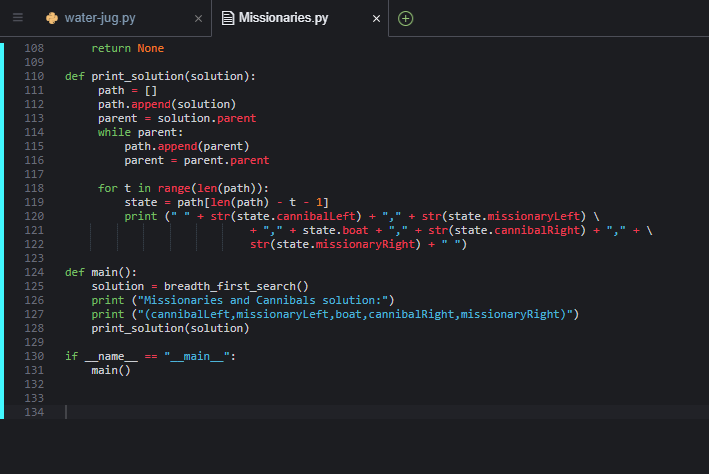 water-jug.py × Missionaries.py ×
108 return None
109
110 def print_solution(solution):
111 path = []
112 path.append(solution)
113 parent = solution.parent
114 while parent:
115 path.append(parent)
116 parent = parent.parent
117
118 for t in range(len(path)):
119 state = path[len(path) - t - 1]
120 print (" " + str(state.cannibalLeft) + "," + str(state.missionaryLeft) \
121 + "," + state.boat + "," + str(state.cannibalRight) + "," + \
122 str(state.missionaryRight) + " ")
123
124 def main():
125 solution = breadth_first_search()
126 print ("Missionaries and Cannibals solution:")
127 print ("(cannibalLeft,missionaryLeft,boat,cannibalRight,missionaryRight)")
128 print_solution(solution)
129
130 if __name__ == "__main__":
131 main()
132
133
134